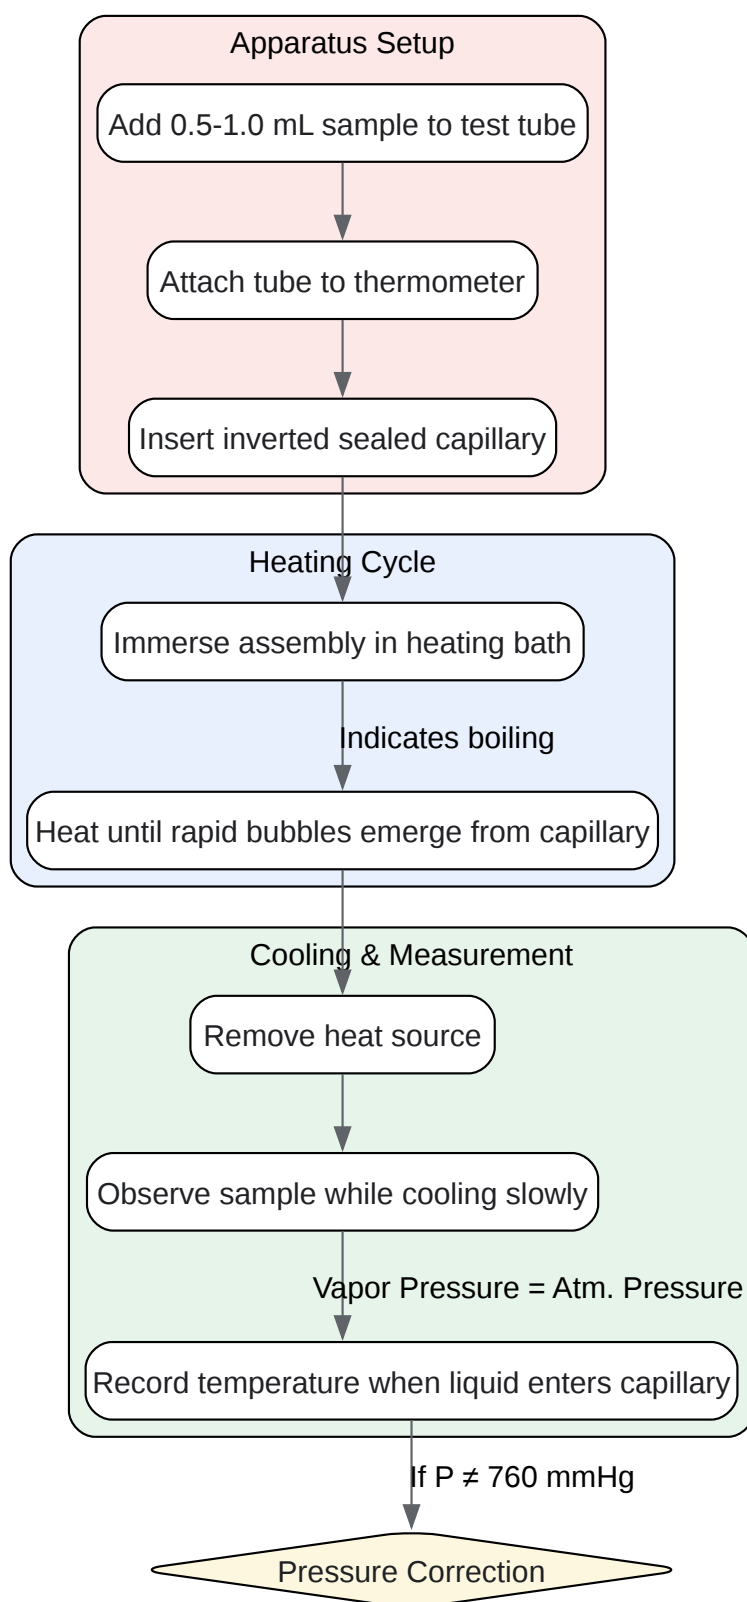 Apparatus Setup
Add 0.5-1.0 mL sample to test tube
Attach tube to thermometer
Insert inverted sealed capillary
Heating Cycle
Immerse assembly in heating bath
Indicates boiling
Heat until rapid bubbles emerge from capillary
Cooling & Measurement
Remove heat source
Observe sample while cooling slowly
Vapor Pressure = Atm. Pressure
Record temperature when liquid enters capillary
If P ≠ 760 mmHg
Pressure Correction